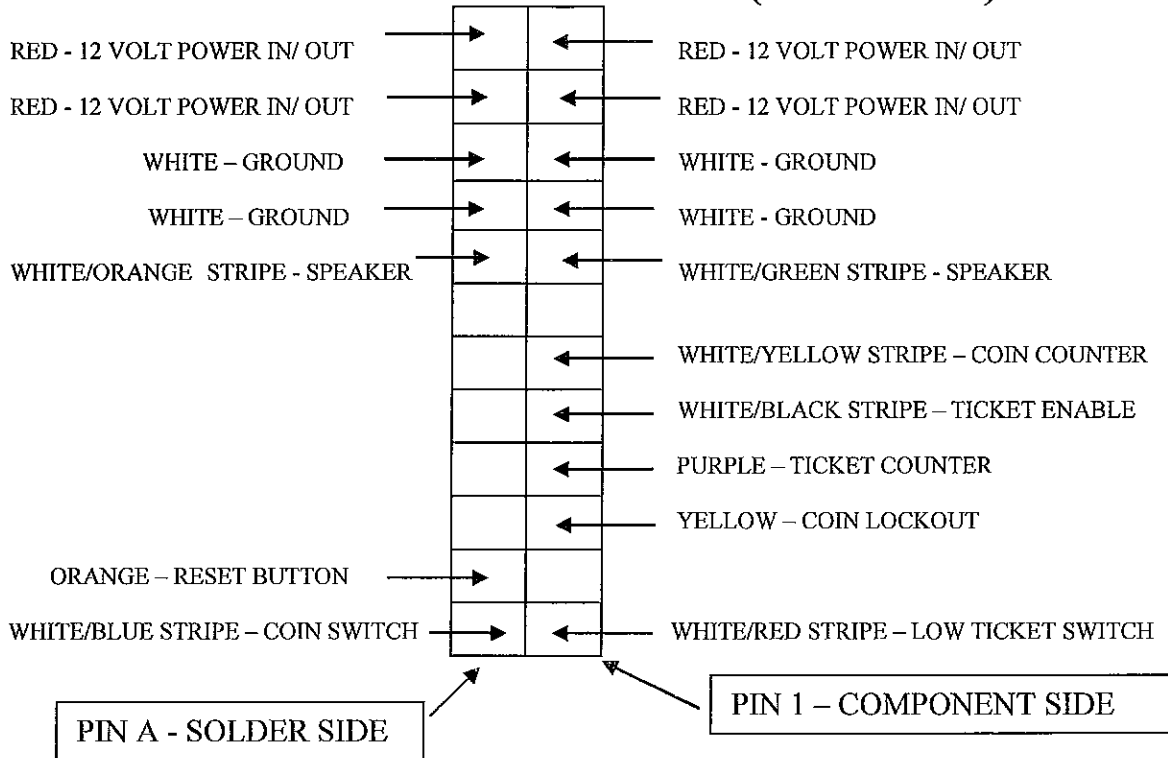 RED - 12 VOLT POWER IN/ OUT
RED - 12 VOLT POWER IN/ OUT
RED - 12 VOLT POWER IN/ OUT
RED - 12 VOLT POWER IN/ OUT
WHITE – GROUND
WHITE - GROUND
WHITE – GROUND
WHITE - GROUND
WHITE/ORANGE STRIPE - SPEAKER
WHITE/GREEN STRIPE - SPEAKER
WHITE/YELLOW STRIPE – COIN COUNTER
WHITE/BLACK STRIPE – TICKET ENABLE
PURPLE – TICKET COUNTER
YELLOW – COIN LOCKOUT
ORANGE – RESET BUTTON
WHITE/BLUE STRIPE – COIN SWITCH
WHITE/RED STRIPE – LOW TICKET SWITCH
PIN A - SOLDER SIDE
PIN 1 – COMPONENT SIDE